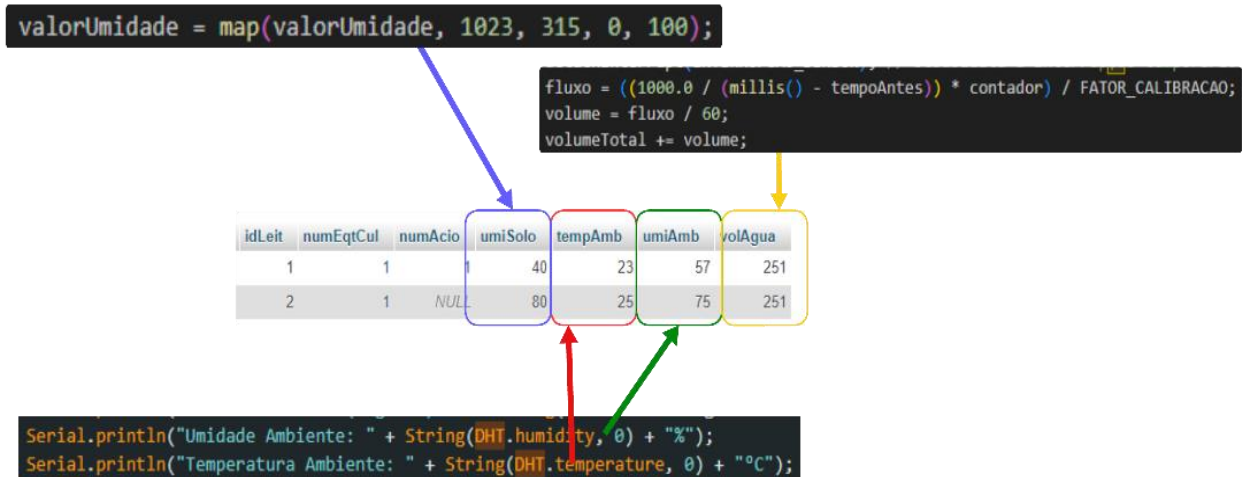 valorUmidade = map(valorUmidade, 1023, 315, 0, 100);
fluxo = ((1000.0 / (millis() - tempoAntes)) * contador) / FATOR_CALIBRACAO;
volume = fluxo / 60;
volumeTotal += volume;
idLeit numEqtCul numAcio umiSolo tempAmb umiAmb volAgua
1 1 1 40 23 57 251
2 1 NULL 80 25 75 251
Serial.println("Umidade Ambiente: " + String(DHT.humidity, 0) + "%");
Serial.println("Temperatura Ambiente: " + String(DHT.temperature, 0) + "ºC");